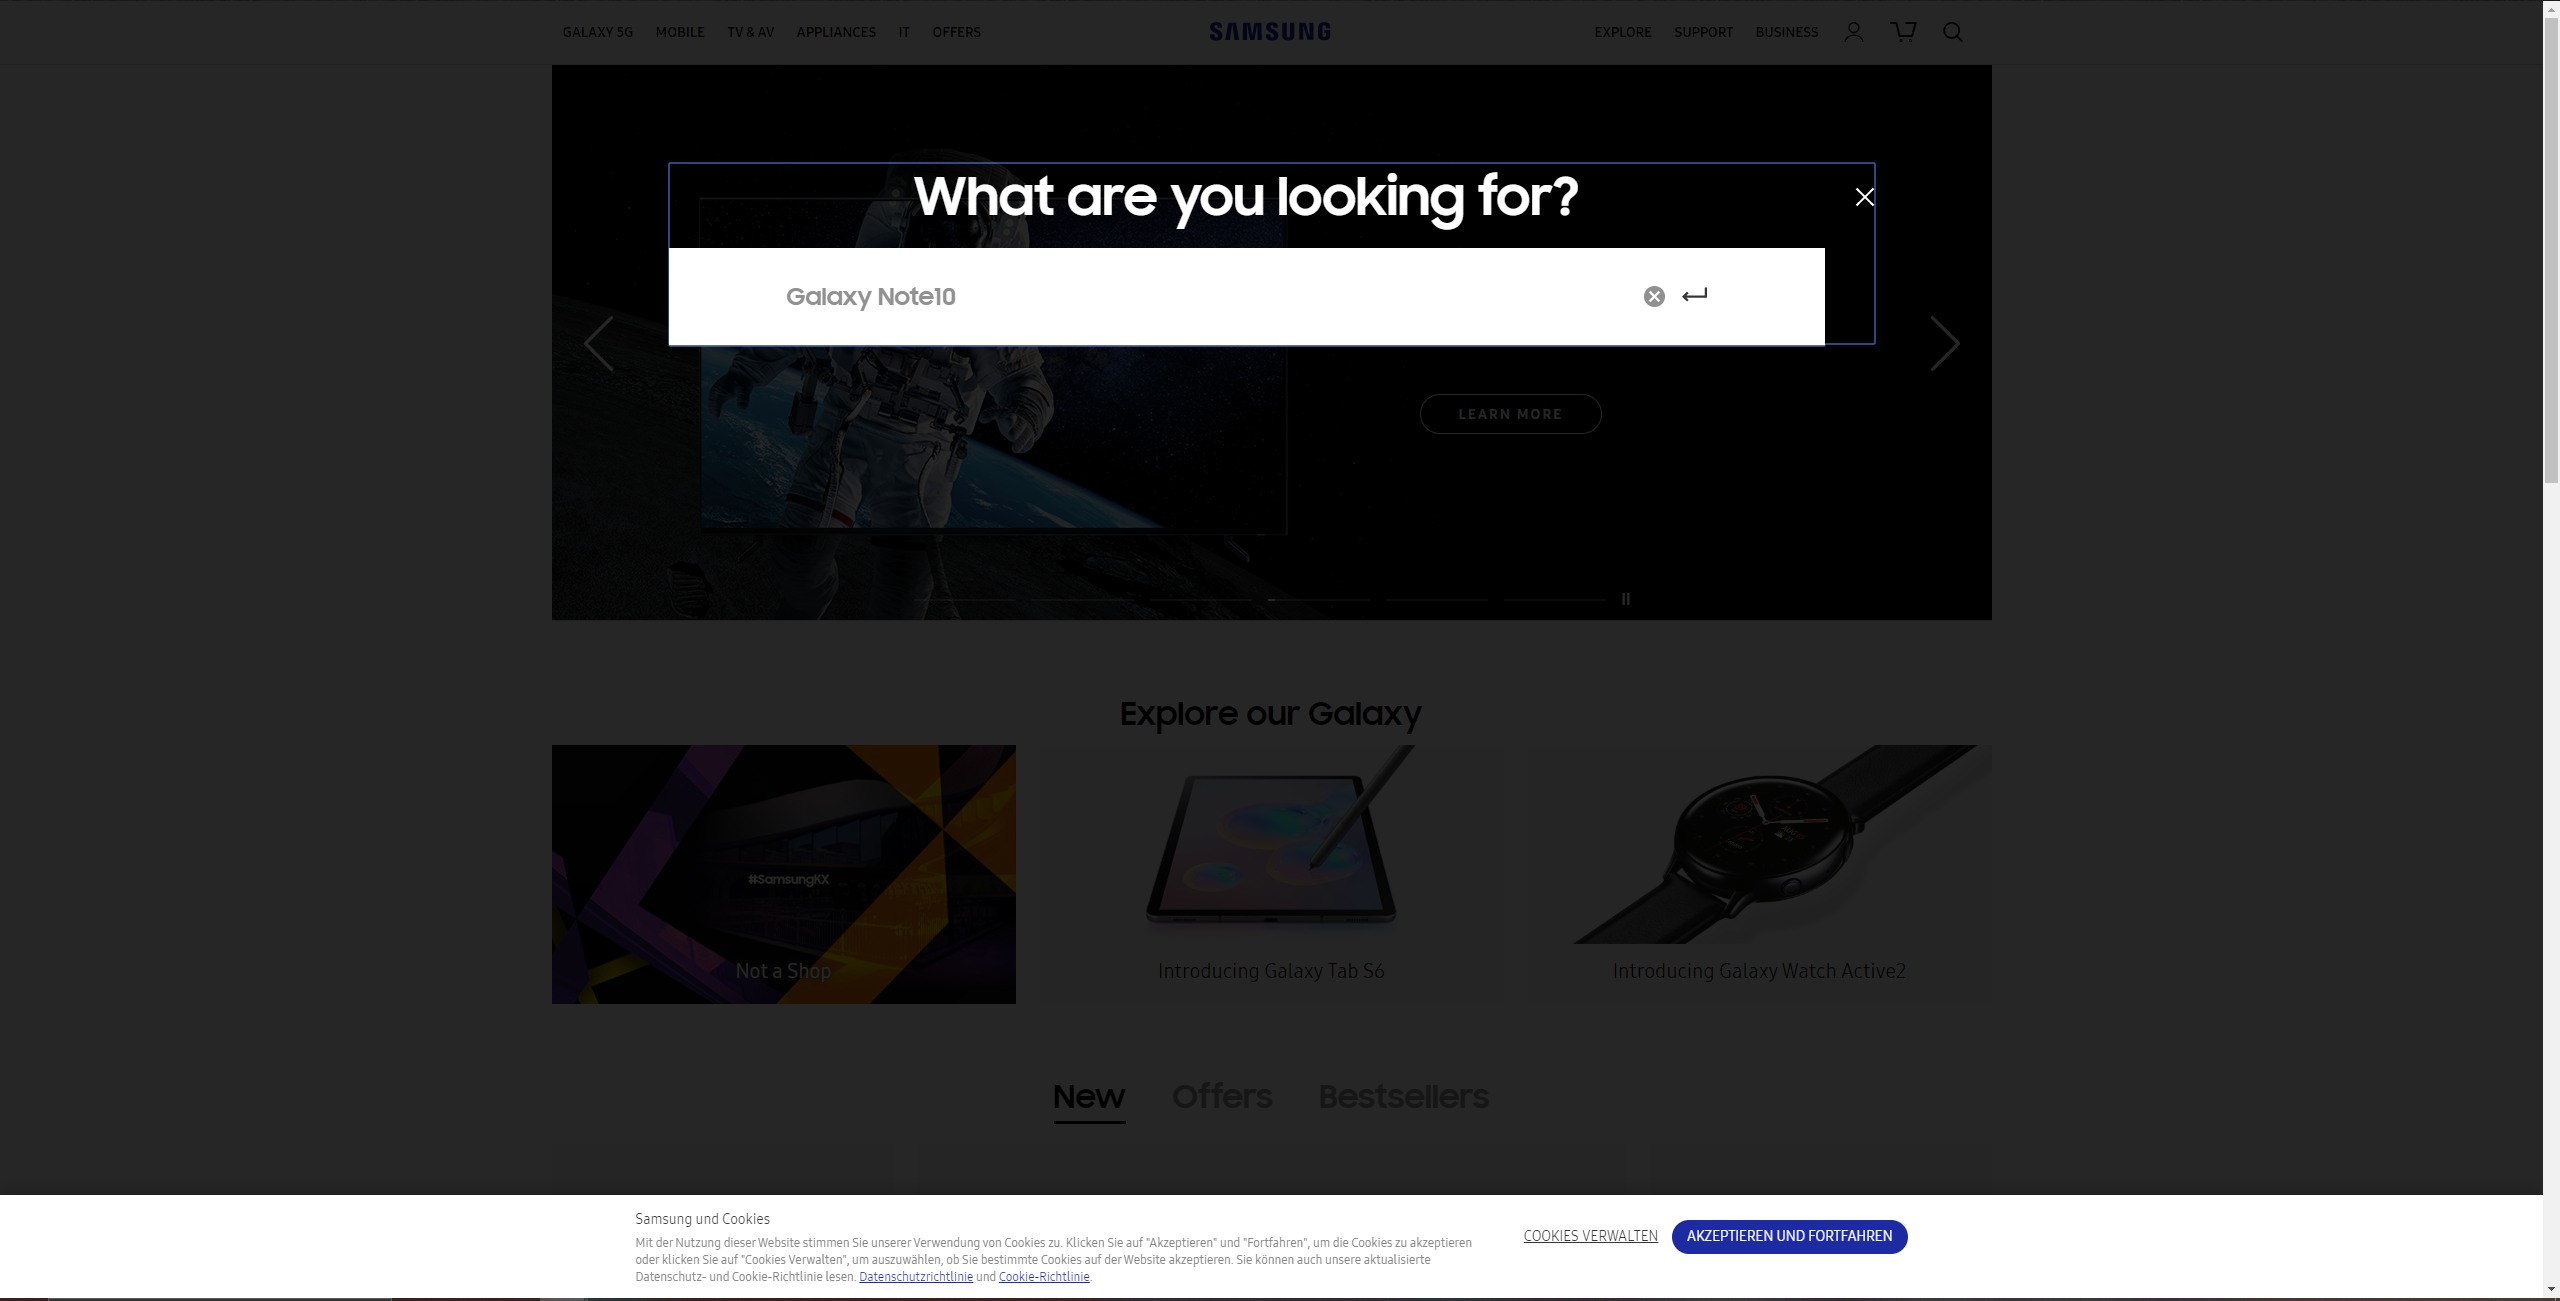 GALAXY 5G MOBILE TV & AV APPLIANCES IT OFFERS SAMSUNG EXPLORE SUPPORT BUSINESS
What are you looking for?
Galaxy Note10
LEARN MORE
Explore our Galaxy
#SamsungKX
Not a Shop
Introducing Galaxy Tab S6
Introducing Galaxy Watch Active2
New Offers Bestsellers
Samsung und Cookies
Mit der Nutzung dieser Website stimmen Sie unserer Verwendung von Cookies zu. Klicken Sie auf "Akzeptieren" und "Fortfahren", um die Cookies zu akzeptieren
oder klicken Sie auf "Cookies Verwalten", um auszuwählen, ob Sie bestimmte Cookies auf der Website akzeptieren. Sie können auch unsere aktualisierte
Datenschutz- und Cookie-Richtlinie lesen. Datenschutzrichtlinie und Cookie-Richtlinie.
COOKIES VERWALTEN AKZEPTIEREN UND FORTFAHREN